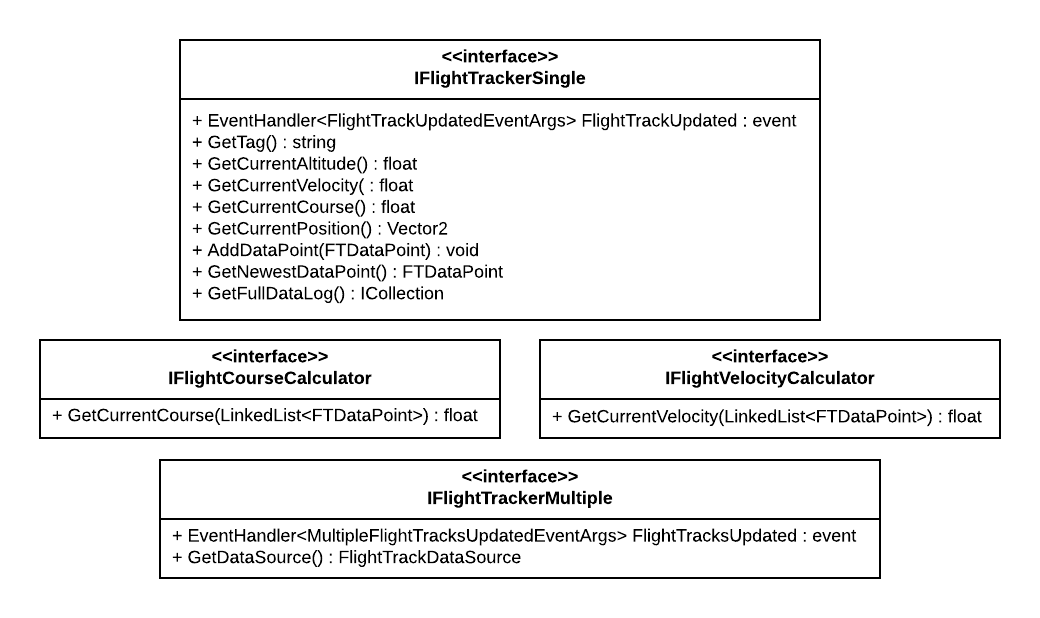 <<interface>>
IFlightTrackerSingle
+ EventHandler<FlightTrackUpdatedEventArgs> FlightTrackUpdated : event
+ GetTag() : string
+ GetCurrentAltitude() : float
+ GetCurrentVelocity( : float
+ GetCurrentCourse() : float
+ GetCurrentPosition() : Vector2
+ AddDataPoint(FTDataPoint) : void
+ GetNewestDataPoint() : FTDataPoint
+ GetFullDataLog() : ICollection
<<interface>>
IFlightCourseCalculator
+ GetCurrentCourse(LinkedList<FTDataPoint>) : float
<<interface>>
IFlightVelocityCalculator
+ GetCurrentVelocity(LinkedList<FTDataPoint>) : float
<<interface>>
IFlightTrackerMultiple
+ EventHandler<MultipleFlightTracksUpdatedEventArgs> FlightTracksUpdated : event
+ GetDataSource() : FlightTrackDataSource